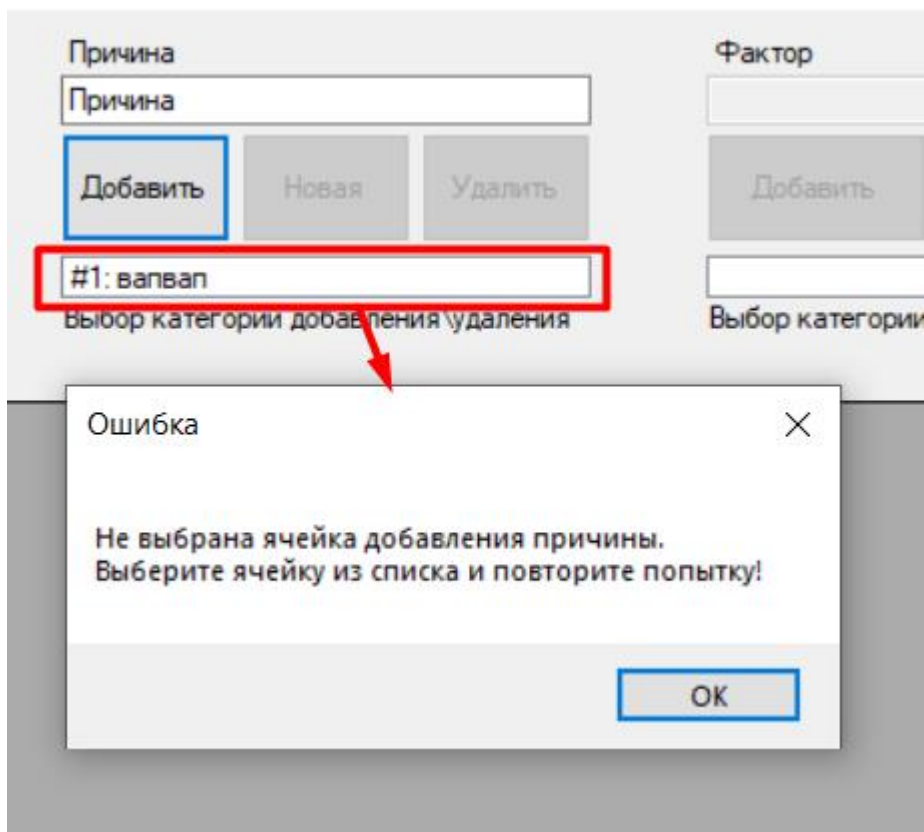 Причина
Фактор
Причина
Добавить
Новая
Удалить
Добавить
#1: вапвап
Выбор категории добавления\удаления
Выбор категории
Ошибка
Не выбрана ячейка добавления причины.
Выберите ячейку из списка и повторите попытку!
ОК